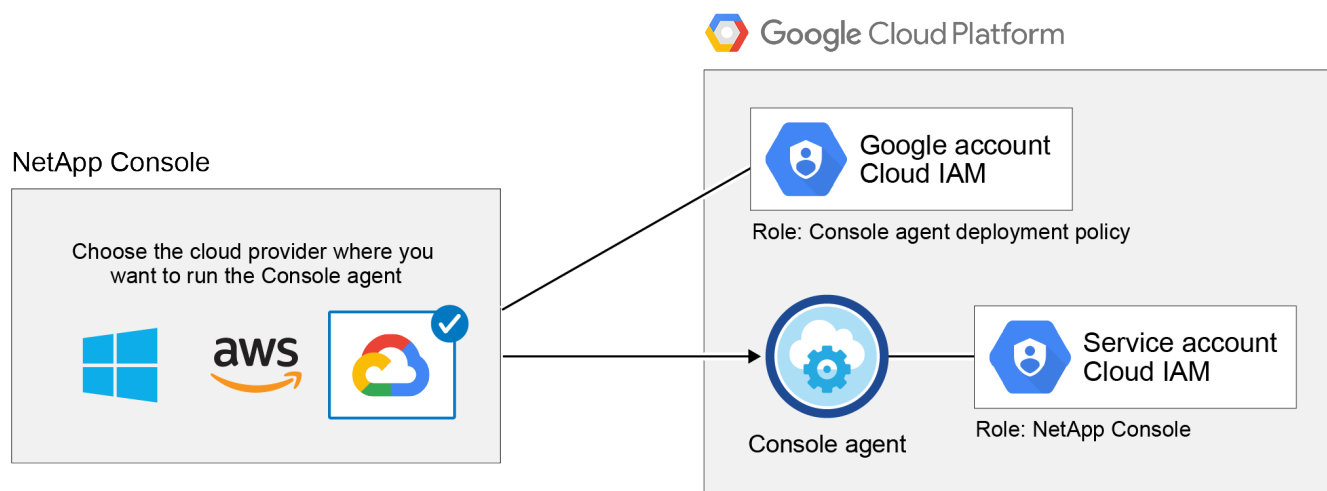 Google Cloud Platform
NetApp Console
Choose the cloud provider where you
want to run the Console agent
aws
Google account
Cloud IAM
Role: Console agent deployment policy
Console agent
Service account
Cloud IAM
Role: NetApp Console